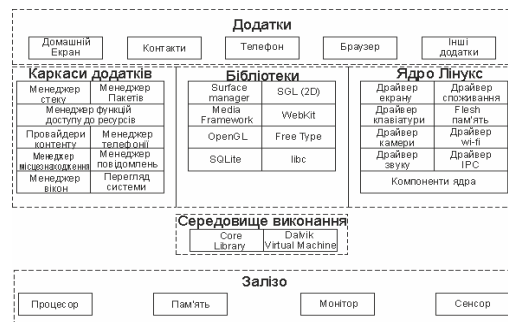 Додатки
Домашній
Екран
Контакти
Телефон
Браузер
Інші
додатки
Каркаси додатків
Менеджер
стеку
Менеджер
Пакетів
Менеджер функцій
доступу до ресурсів
Провайдери
контенту
Менеджер
телефонії
Менеджер
місцезнаходження
Менеджер
повідомлень
Менеджер
вікон
Перегляд
системи
Бібліотеки
Surface
manager
SGL (2D)
Media
Framework
WebKit
OpenGL
Free Type
SQLite
libc
Ядро Лінукс
Драйвер
екрану
Драйвер
споживання
Драйвер
клавіатури
Flesh
пам'ять
Драйвер
камери
Драйвер
wi-fi
Драйвер
звуку
Драйвер
IPC
Компоненти ядра
Середовище виконання
Core
Library
Dalvik
Virtual Machine
Залізо
Процесор
Пам'ять
Монітор
Сенсор